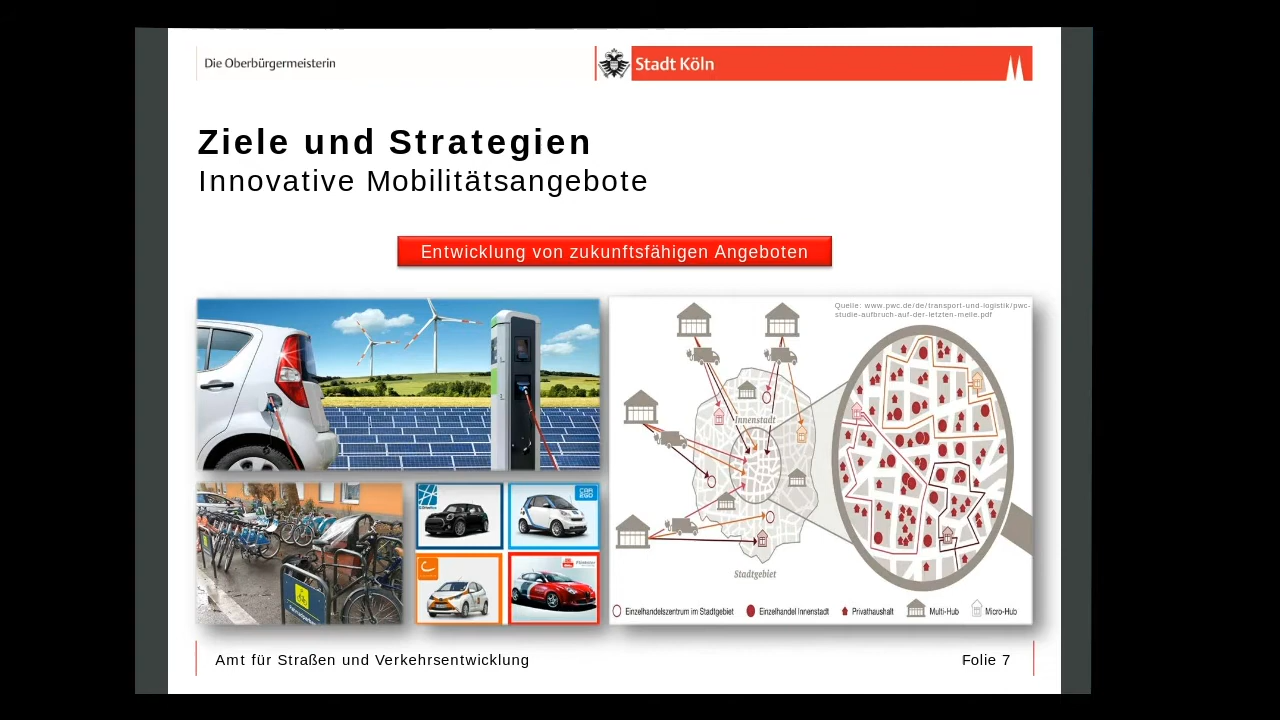 Die Oberbürgermeisterin
Stadt Köln
Ziele und Strategien
Innovative Mobilitätsangebote
Entwicklung von zukunftsfähigen Angeboten
Quelle: www.pwc.de/de/transport-und-logistik/pwc-
studie-aufbruch-auf-der-letzten-meile.pdf
Innenstadt
CAR
2GO
Stadtgebiet
Einzelhandelszentrum im Stadtgebiet
Einzelhandel Innenstadt
Privathaushalt
Multi-Hub
Micro-Hub
Amt für Straßen und Verkehrsentwicklung
Folie 7